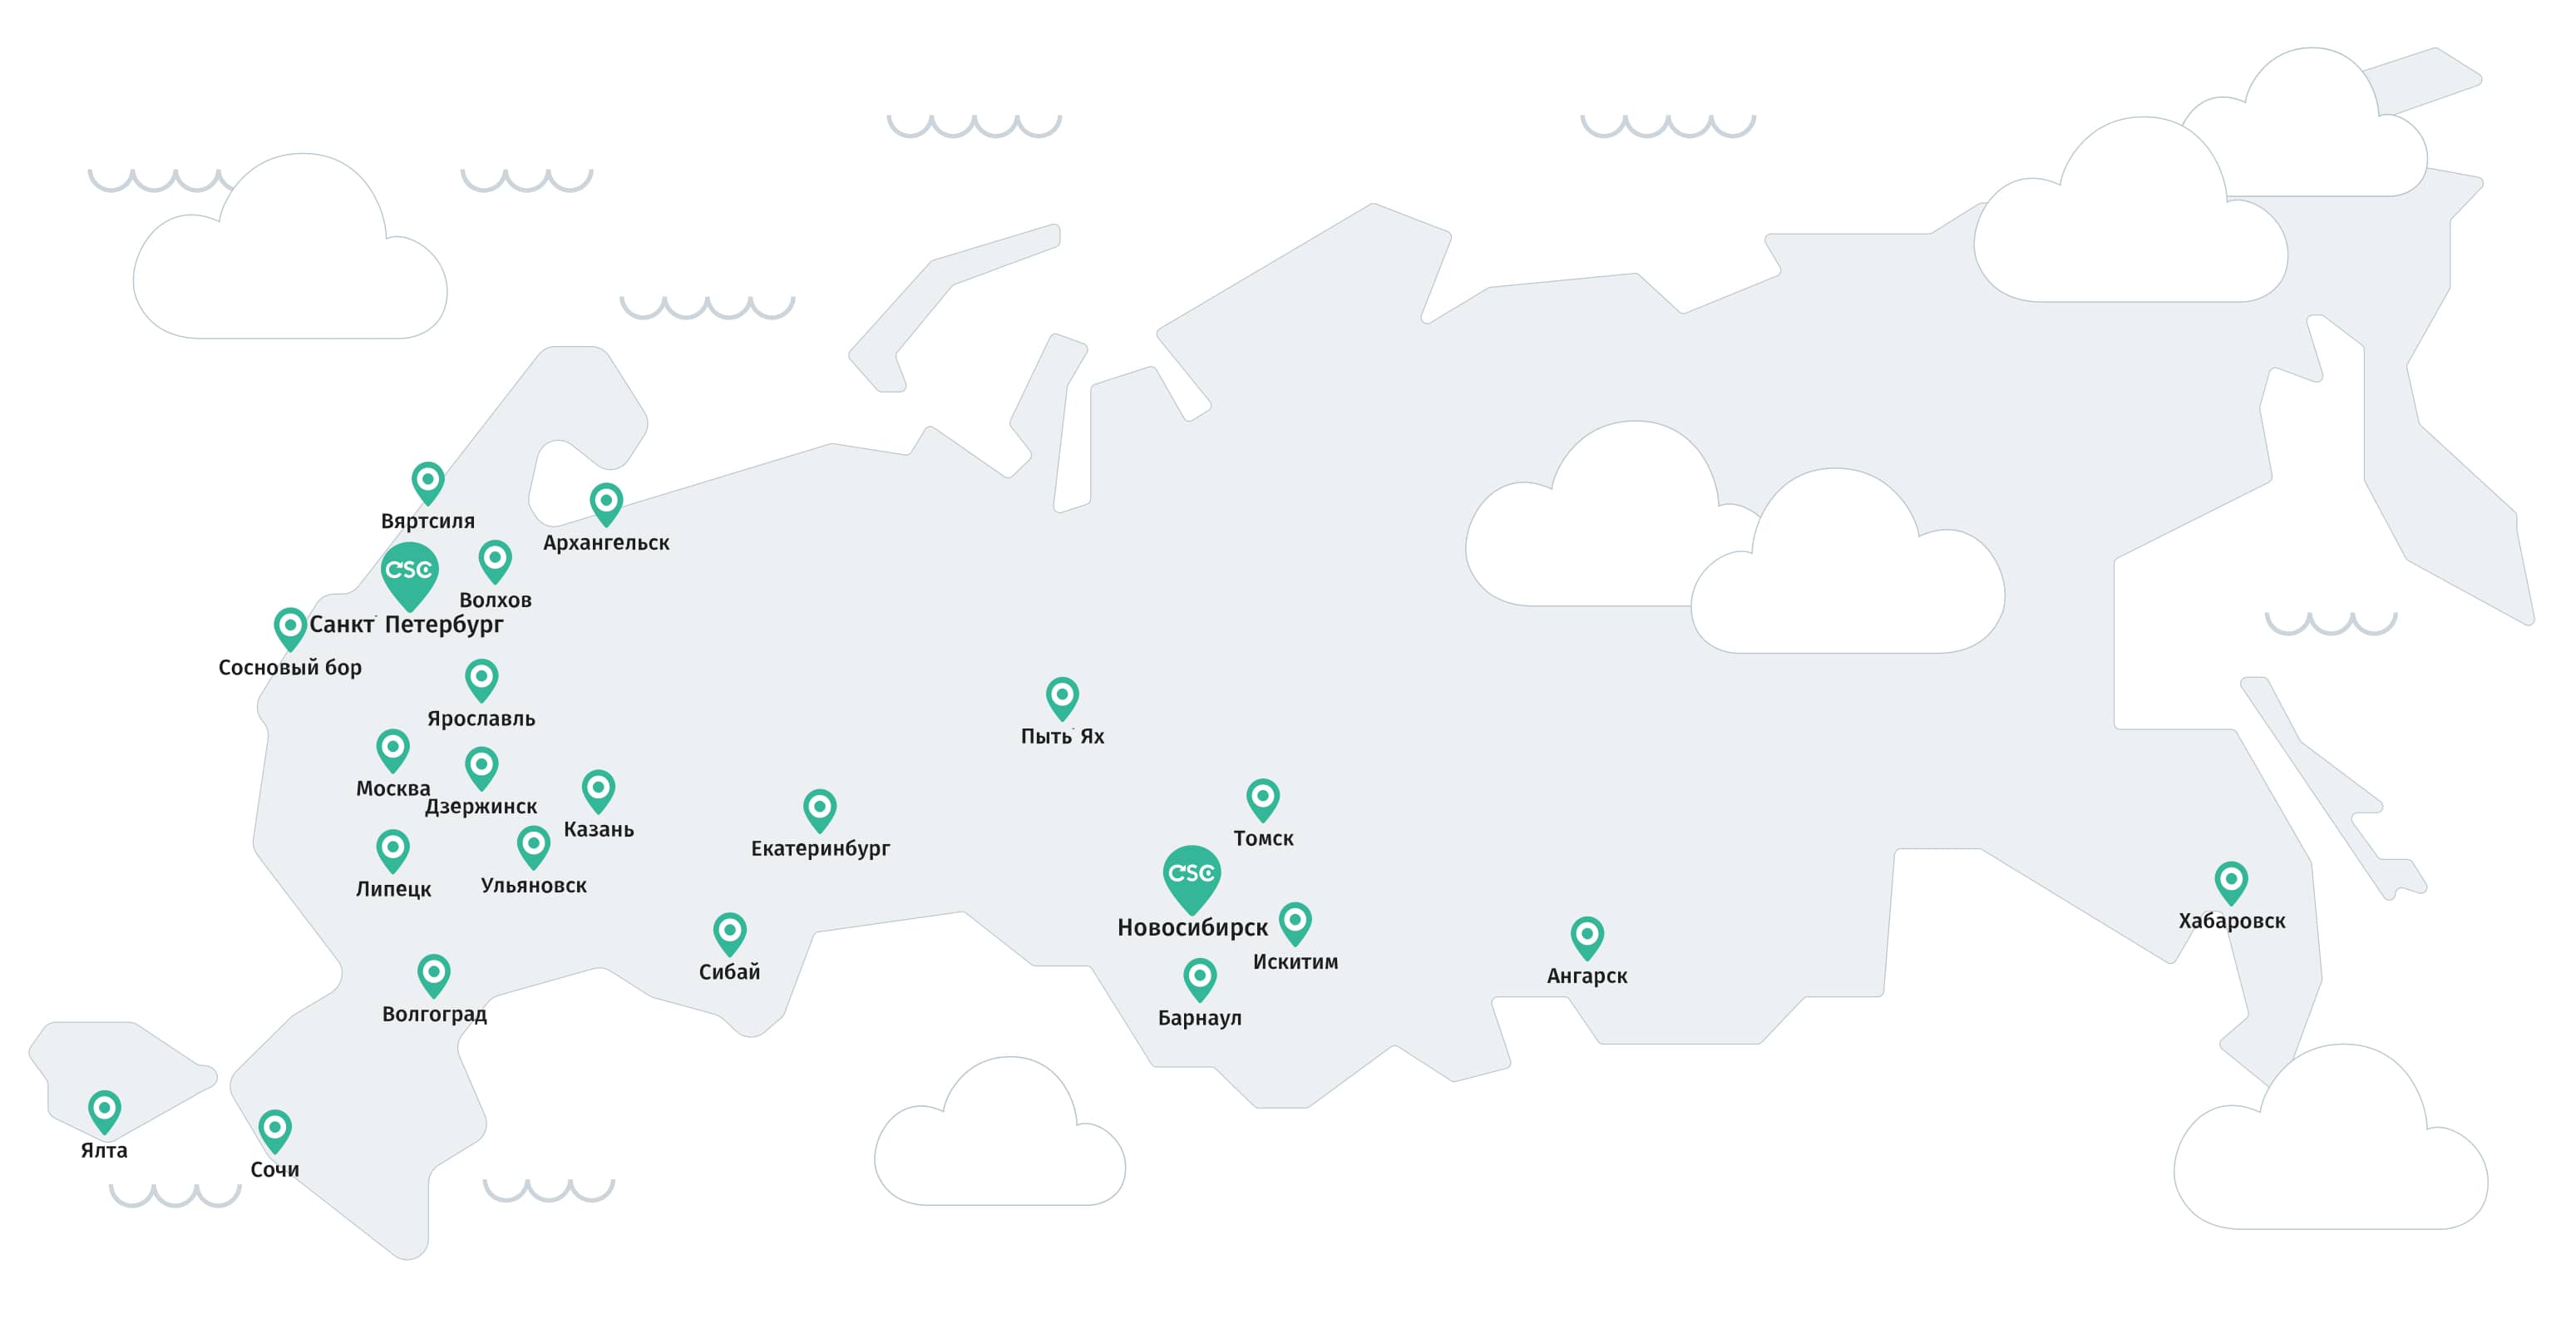 Вяртсиля
Архангельск
CSC
Волхов
Санкт Петербург
Сосновый бор
Ярославль
Пыть Ях
Москва
Дзержинск
Казань
Томск
Екатеринбург
Липецк
Ульяновск
CSC
Новосибирск
Хабаровск
Искитим
Сибай
Ангарск
Волгоград
Барнаул
Ялта
Сочи